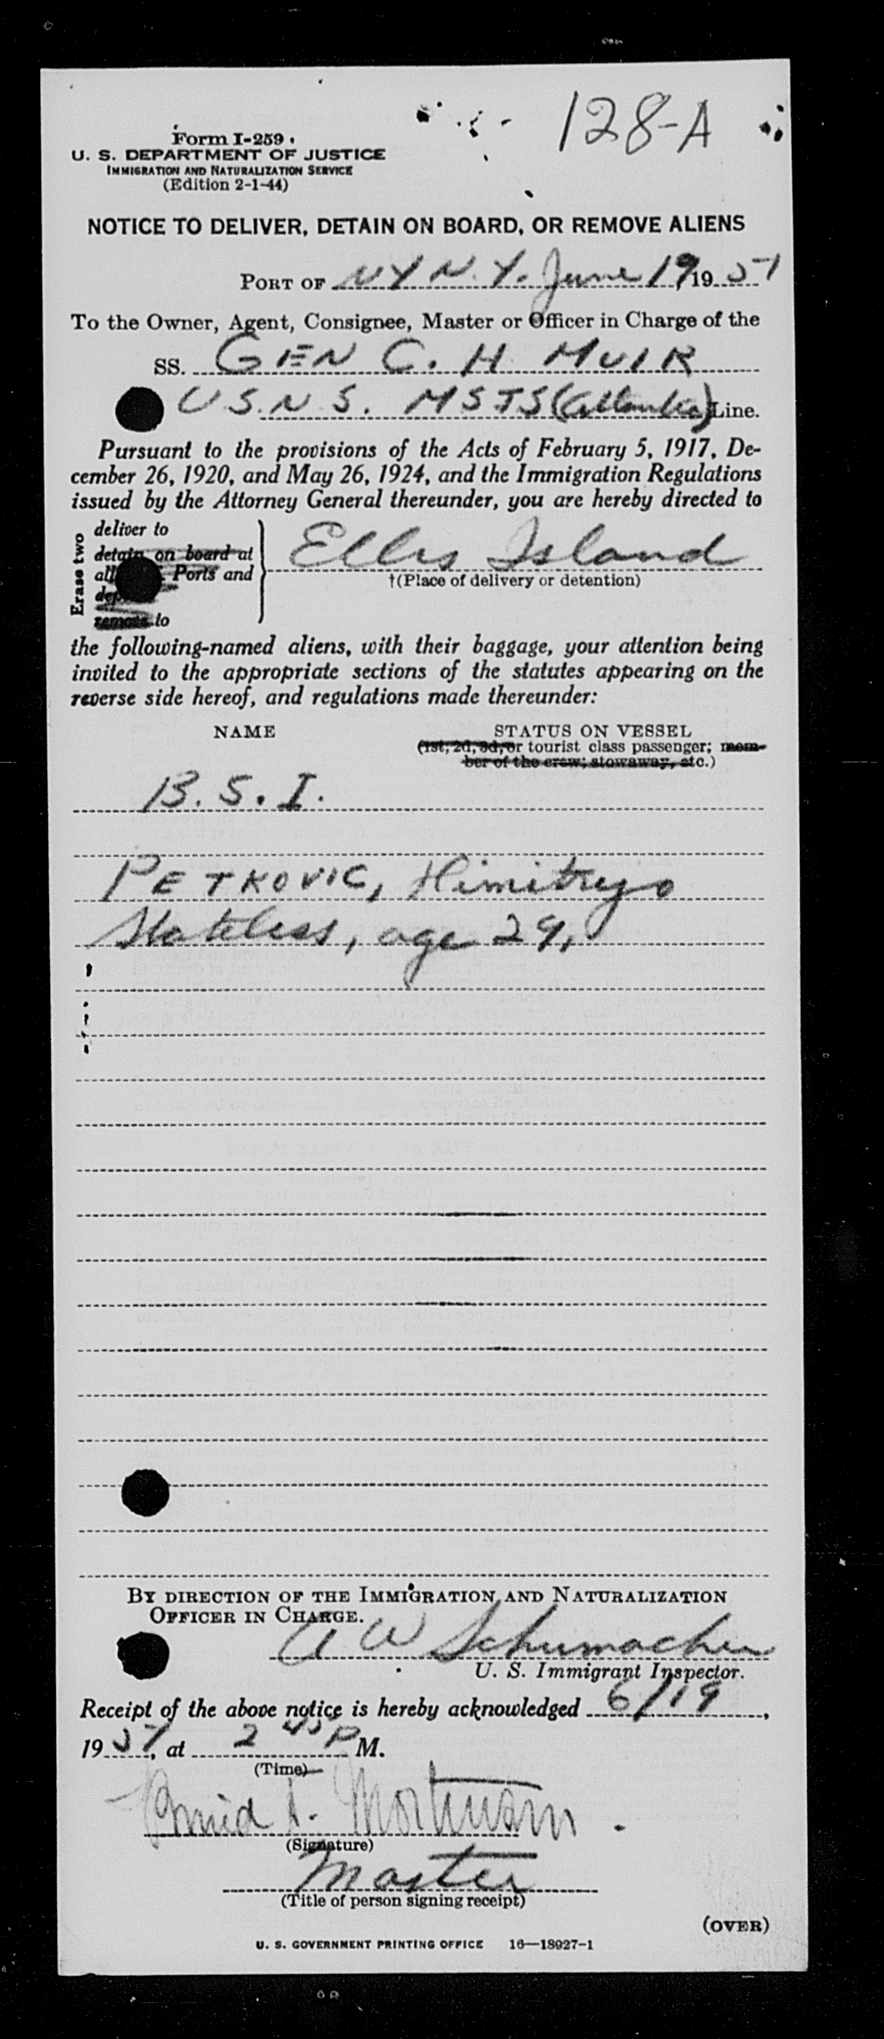 128-A
Form I-259
U. S. DEPARTMENT OF JUSTICE
IMMIGRATION AND NATURALIZATION SERVICE
(Edition 2-1-44)
NOTICE TO DELIVER, DETAIN ON BOARD, OR REMOVE ALIENS
PORT OF NY N.Y. June 19, 1951
To the Owner, Agent, Consignee, Master or Officer in Charge of the
SS. GEN C. H MUIR
U S. N S. MSTS (Atlantic) Line.
Pursuant to the provisions of the Acts of February 5, 1917, De-
cember 26, 1920, and May 26, 1924, and the Immigration Regulations
issued by the Attorney General thereunder, you are hereby directed to
Erase two
deliver to
detain on board at
all Ports and
remove to
Ellis Island
†(Place of delivery or detention)
the following-named aliens, with their baggage, your attention being
invited to the appropriate sections of the statutes appearing on the
reverse side hereof, and regulations made thereunder:
NAME STATUS ON VESSEL
(1st, 2d, 3d, or tourist class passenger; mem-
ber of the crew; stowaway, etc.)
B. S. I.
PETKOVIC,
Stateless, age 29,
BY DIRECTION OF THE IMMIGRATION AND NATURALIZATION
OFFICER IN CHARGE.
A W Schumacher
U. S. Immigrant Inspector.
Receipt of the above notice is hereby acknowledged 6/19,
1951, at 2 45 P M.
(Time)
(Signature)
Master
(Title of person signing receipt)
(OVER)
U. S. GOVERNMENT PRINTING OFFICE 16—18927-1